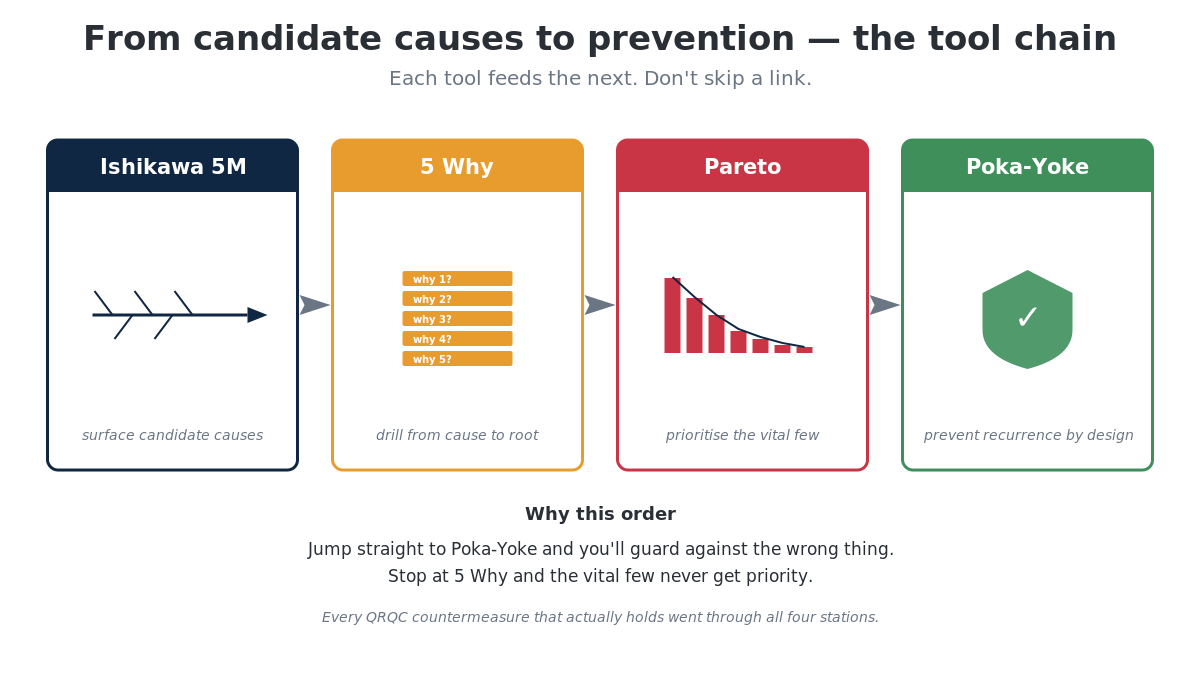 From candidate causes to prevention — the tool chain
Each tool feeds the next. Don't skip a link.
Ishikawa 5M
5 Why
Pareto
Poka-Yoke
why 1?
why 2?
why 3?
why 4?
why 5?
✓
surface candidate causes
drill from cause to root
prioritise the vital few
prevent recurrence by design
Why this order
Jump straight to Poka-Yoke and you'll guard against the wrong thing.
Stop at 5 Why and the vital few never get priority.
Every QRQC countermeasure that actually holds went through all four stations.